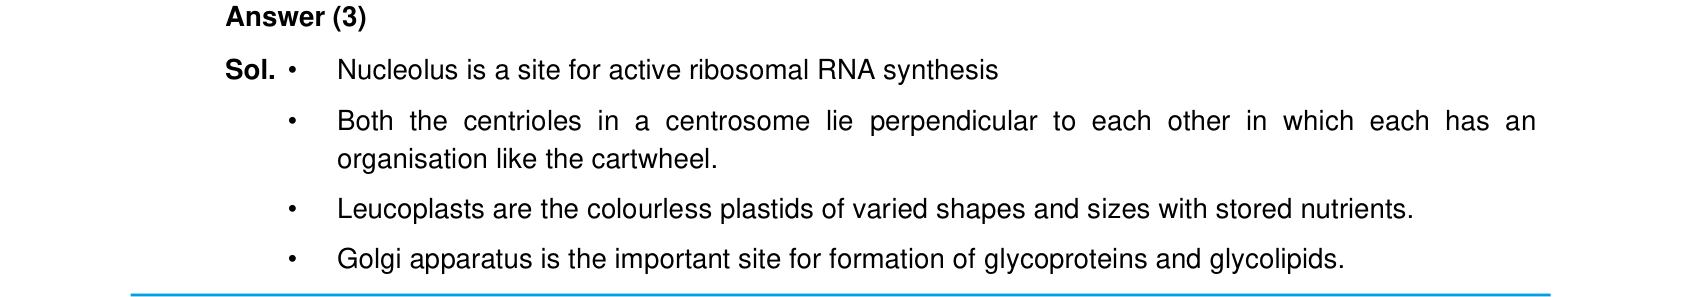 Answer (3)
Sol. • Nucleolus is a site for active ribosomal RNA synthesis
• Both the centrioles in a centrosome lie perpendicular to each other in which each has an
organisation like the cartwheel.
• Leucoplasts are the colourless plastids of varied shapes and sizes with stored nutrients.
• Golgi apparatus is the important site for formation of glycoproteins and glycolipids.